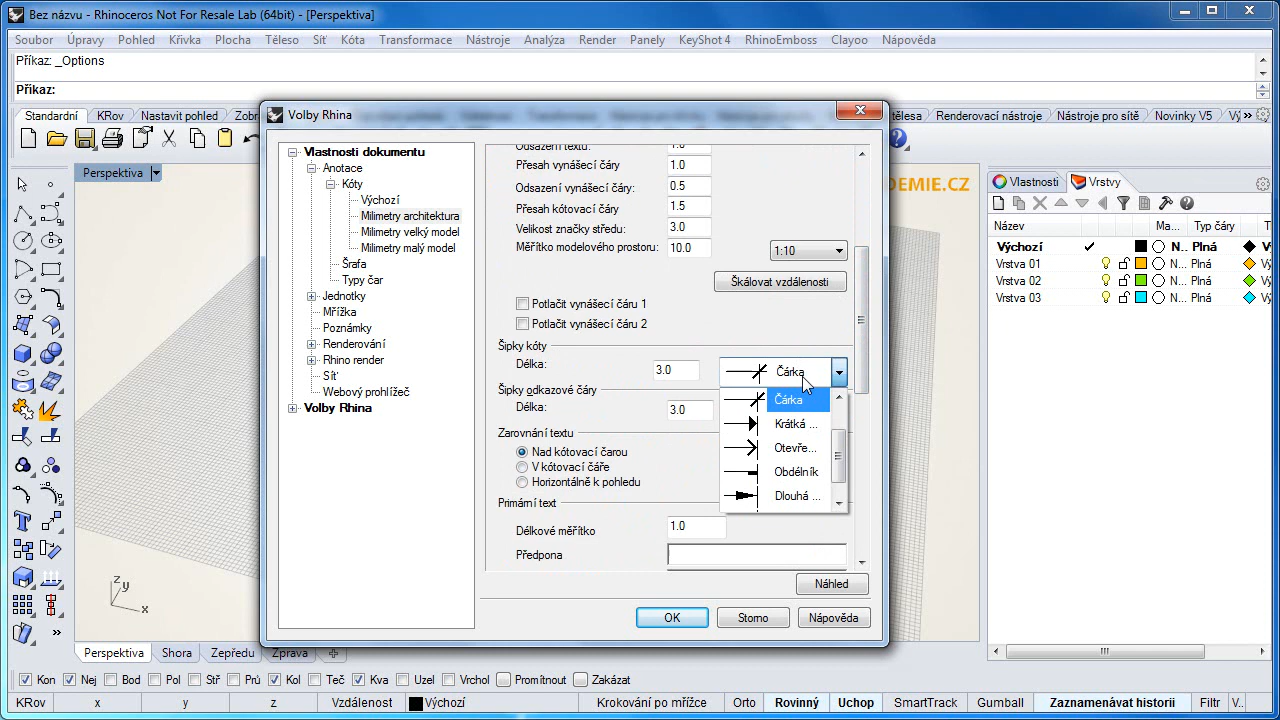 Bez názvu - Rhinoceros Not For Resale Lab (64bit) - [Perspektiva]
Soubor Úpravy Pohled Křivka Plocha Těleso Síť Kóta Transformace Nástroje Analýza Render Panely KeyShot 4 RhinoEmboss Clayoo Nápověda
Příkaz: _Options
Příkaz:
Standardní KRov Nastavit pohled Zobr tělesa Renderovací nástroje Nástroje pro sítě Novinky V5 Vý »
Volby Rhina
Perspektiva
DEMIE.CZ
Vlastnosti dokumentu
Anotace
Kóty
Výchozí
Milimetry architektura
Milimetry velký model
Milimetry malý model
Šrafa
Typy čar
Jednotky
Mřížka
Poznámky
Renderování
Rhino render
Síť
Webový prohlížeč
Volby Rhina
Odsazení textu: 1.0
Přesah vynášecí čáry 1.0
Odsazení vynášecí čáry: 0.5
Přesah kótovací čáry 1.5
Velikost značky středu: 3.0
Měřítko modelového prostoru: 10.0 1:10
Škálovat vzdálenosti
Potlačit vynášecí čáru 1
Potlačit vynášecí čáru 2
Šipky kóty
Délka: 3.0 Čárka
Šipky odkazové čáry
Délka: 3.0
Čárka
Krátká ...
Otevře...
Obdélník
Dlouhá ...
Zarovnání textu
Nad kótovací čarou
V kótovací čáře
Horizontálně k pohledu
Primární text
Délkové měřítko 1.0
Předpona
Náhled
OK Storno Nápověda
Vlastnosti Vrstvy
Název Ma... Typ čáry T
Výchozí N... Plná Vý
Vrstva 01 N... Plná Vý
Vrstva 02 N... Plná Vý
Vrstva 03 N... Plná Vý
z y x
Perspektiva Shora Zepředu Zprava
Kon Nej Bod Pol Stř Prů Kol Teč Kva Uzel Vrchol Promítnout Zakázat
KRov x y z Vzdálenost Výchozí Krokování po mřížce Orto Rovinný Uchop SmartTrack Gumball Zaznamenávat historii Filtr V..